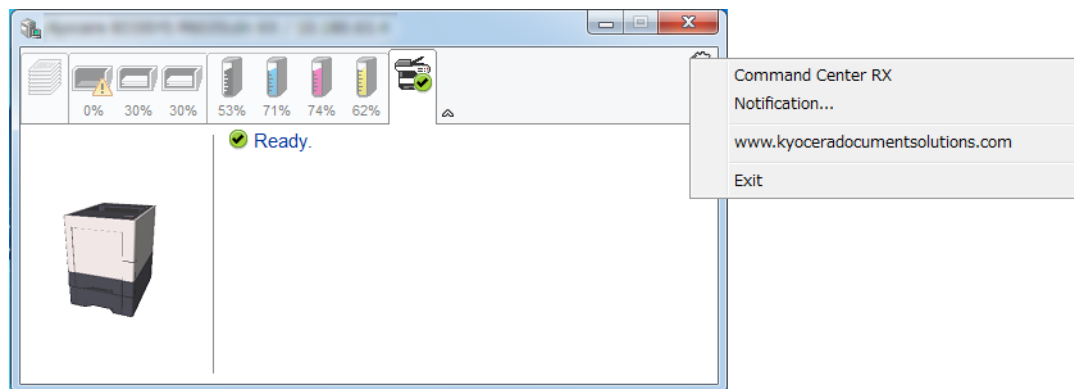 0% 30% 30% 53% 71% 74% 62%
Ready.
Command Center RX
Notification...
www.kyoceradocumentsolutions.com
Exit